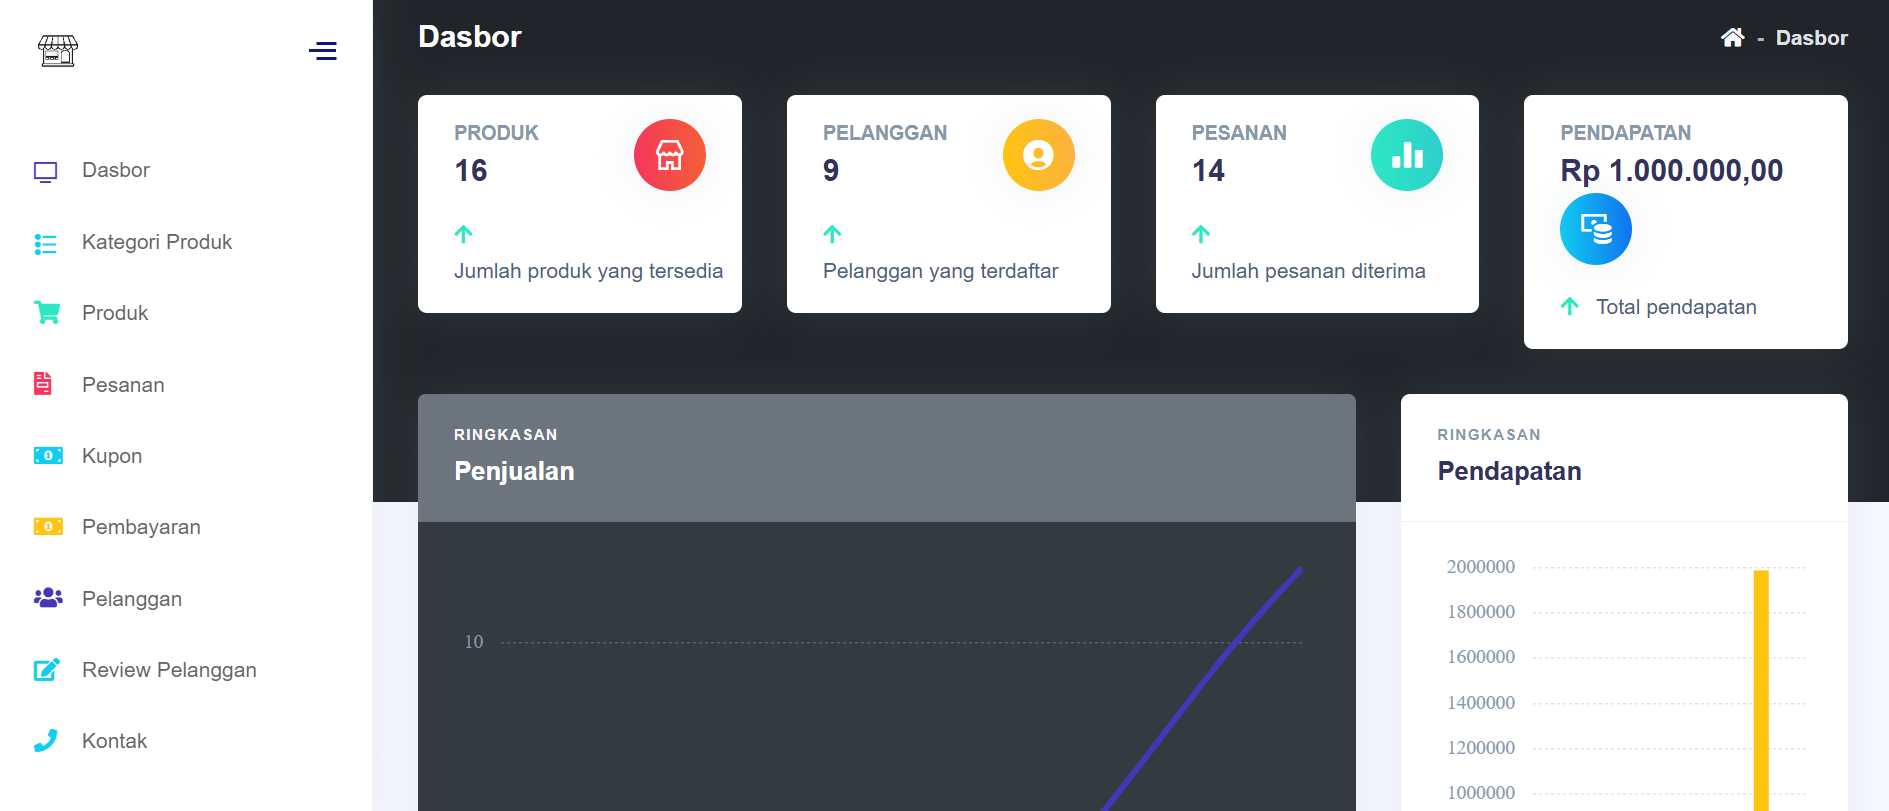 Dasbor
Kategori Produk
Produk
Pesanan
Kupon
Pembayaran
Pelanggan
Review Pelanggan
Kontak
Dasbor
- Dasbor
PRODUK
16
Jumlah produk yang tersedia
PELANGGAN
9
Pelanggan yang terdaftar
PESANAN
14
Jumlah pesanan diterima
PENDAPATAN
Rp 1.000.000,00
Total pendapatan
RINGKASAN
Penjualan
10
RINGKASAN
Pendapatan
2000000
1800000
1600000
1400000
1200000
1000000